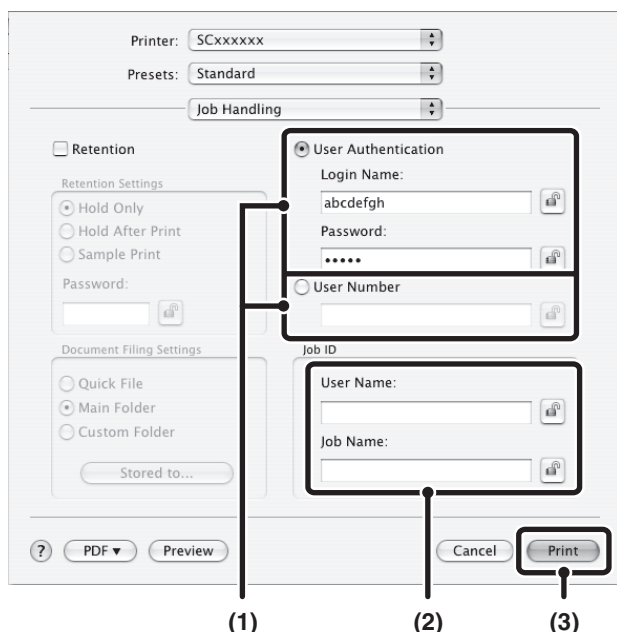 Printer: SCxxxxxx
Presets: Standard
Job Handling
Retention
Retention Settings
Hold Only
Hold After Print
Sample Print
Password:
User Authentication
Login Name:
abcdefgh
Password:
•••••
User Number
Document Filing Settings
Quick File
Main Folder
Custom Folder
Stored to...
Job ID
User Name:
Job Name:
? PDF ▼ Preview Cancel Print
(1) (2) (3)